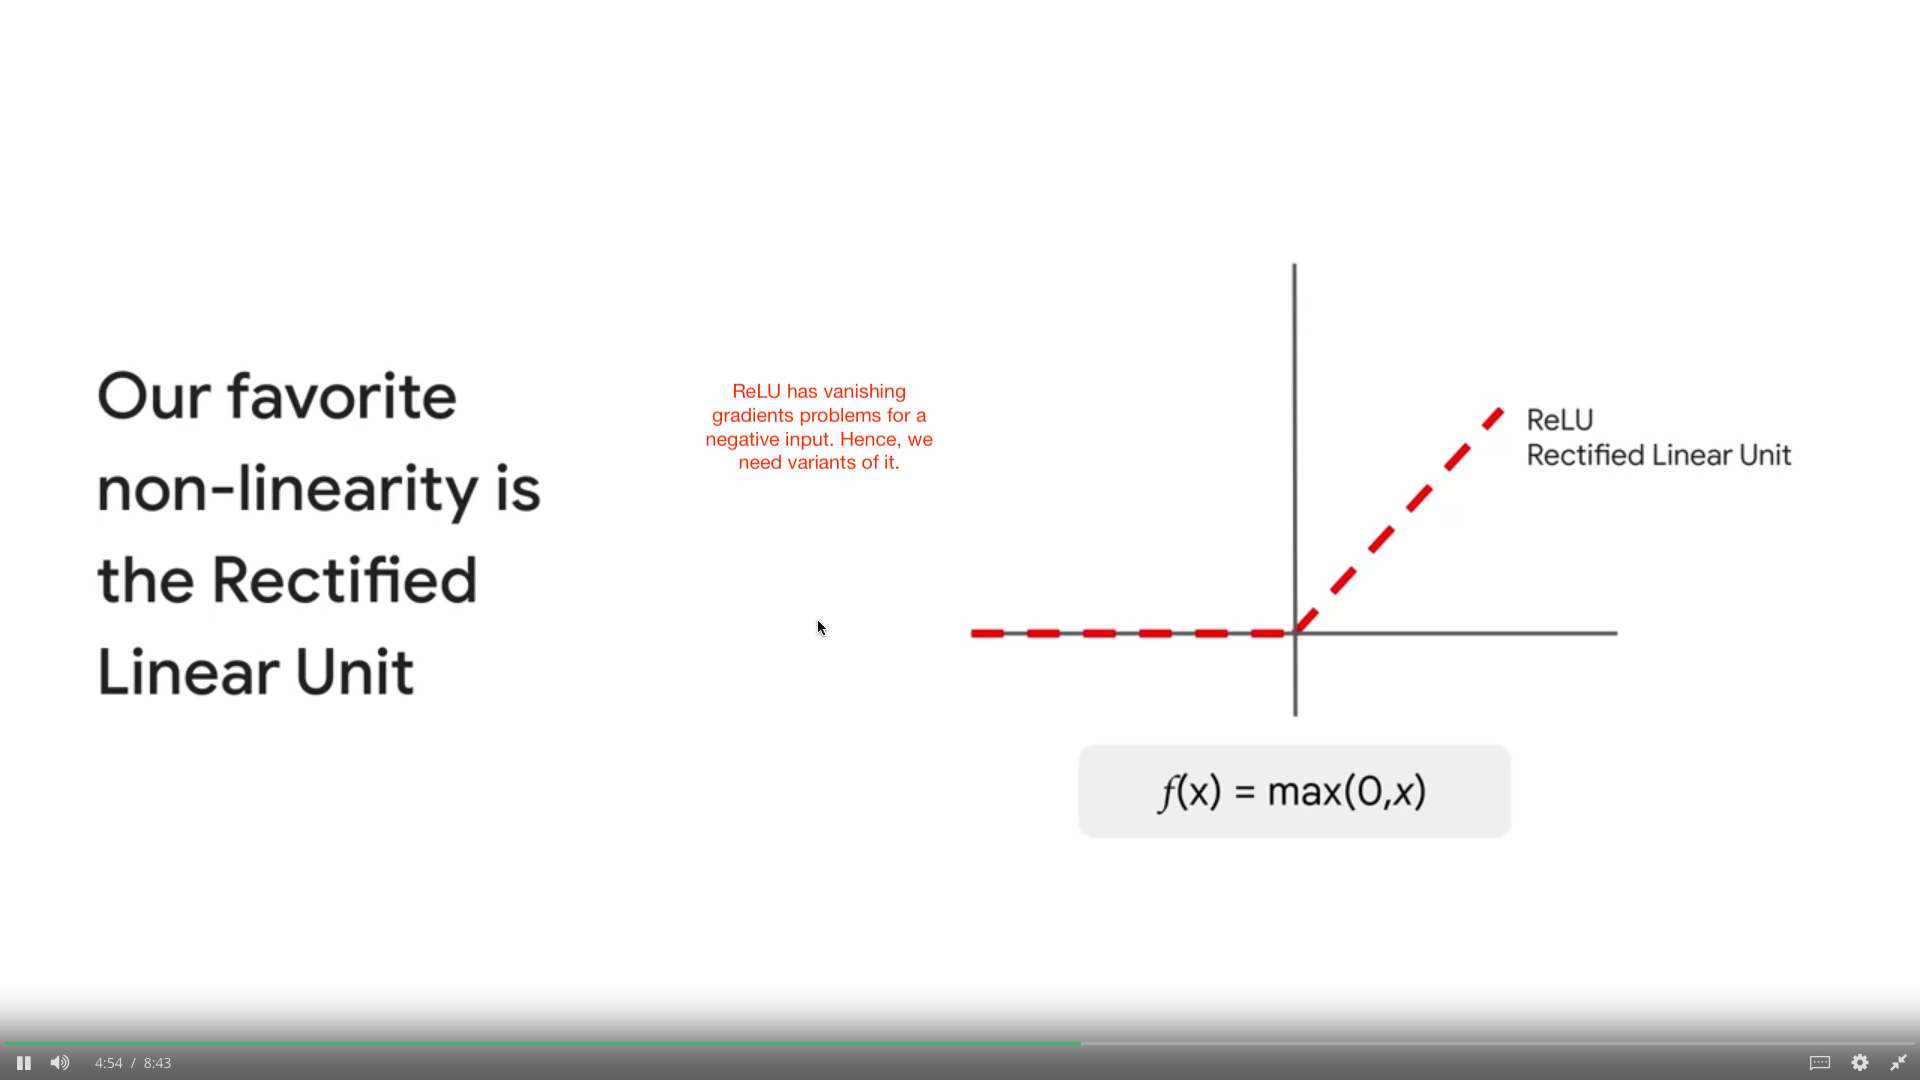 Our favorite
non-linearity is
the Rectified
Linear Unit
ReLU has vanishing
gradients problems for a
negative input. Hence, we
need variants of it.
ReLU
Rectified Linear Unit
f(x) = max(0,x)
4:54 / 8:43